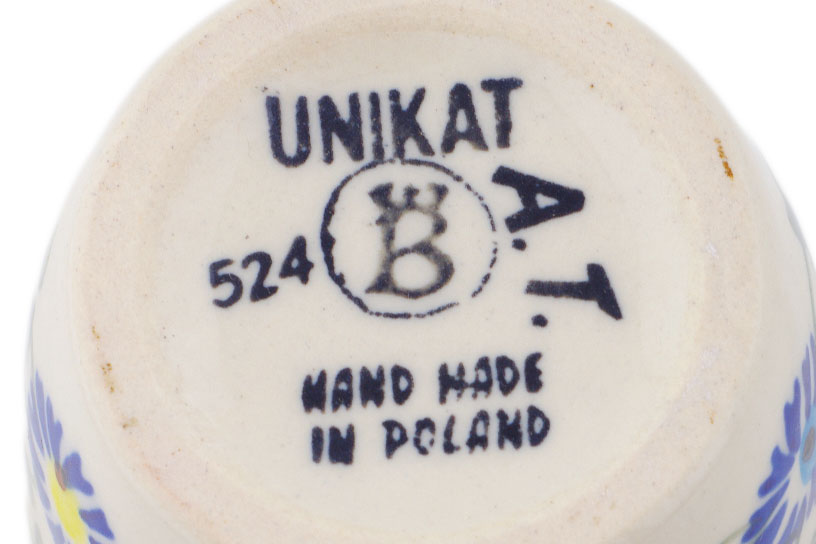 UNIKAT
A. T.
B
524
HAND MADE
IN POLAND